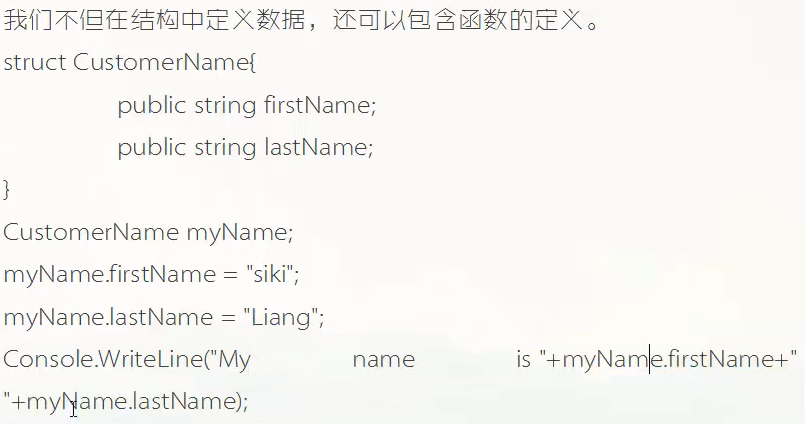 我们不但在结构中定义数据，还可以包含函数的定义。
struct CustomerName{
public string firstName;
public string lastName;
}
CustomerName myName;
myName.firstName = "siki";
myName.lastName = "Liang";
Console.WriteLine("My name is "+myName.firstName+"
"+myName.lastName);